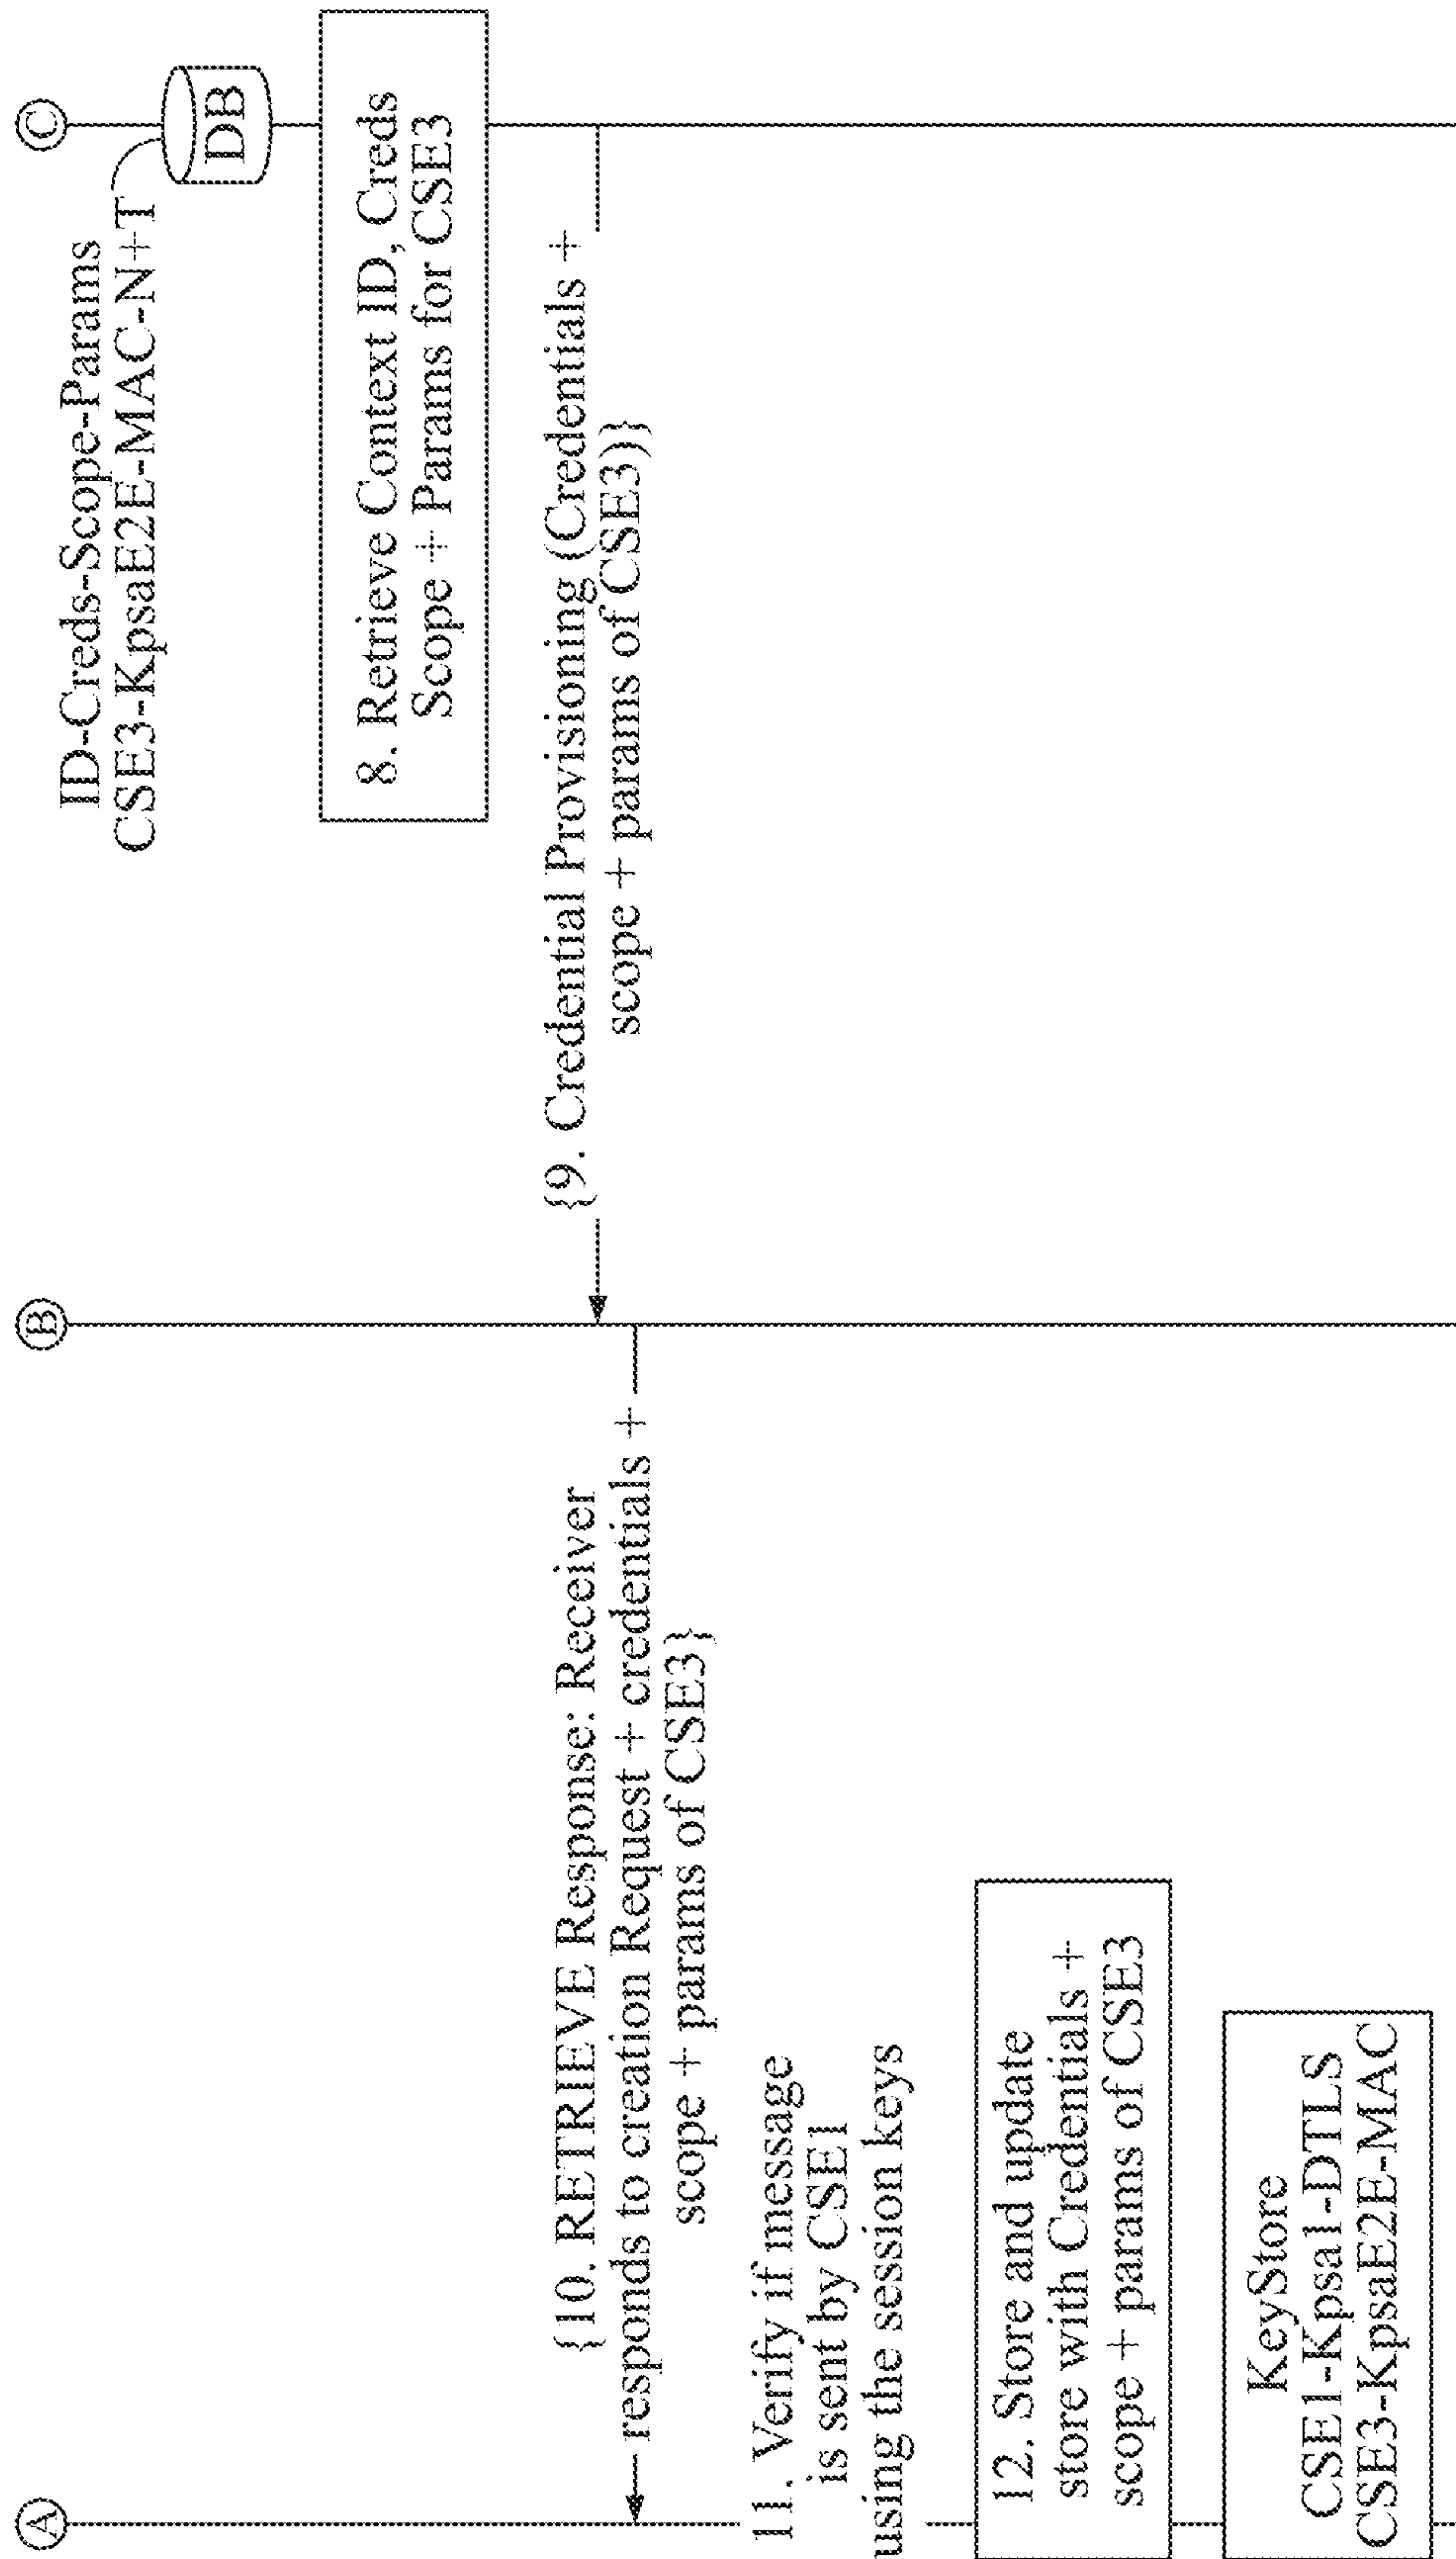 A
B
C
ID-Creds-Scope-Params
CSE3-KpsaE2E-MAC-N+T
DB
8. Retrieve Context ID, Creds
Scope + Params for CSE3
{9. Credential Provisioning (Credentials +
scope + params of CSE3)}
{10. RETRIEVE Response: Receiver
responds to creation Request + credentials +
scope + params of CSE3}
11. Verify if message
is sent by CSE1
using the session keys
12. Store and update
store with Credentials +
scope + params of CSE3
KeyStore
CSE1-Kpsa1-DTLS
CSE3-KpsaE2E-MAC